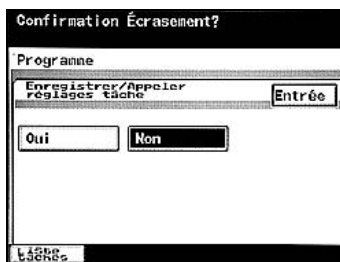 Confirmation Écrasement?
Programme
Enregistrer/Appeler
réglages tâche
Entrée
Oui
Non
Liste
tâches